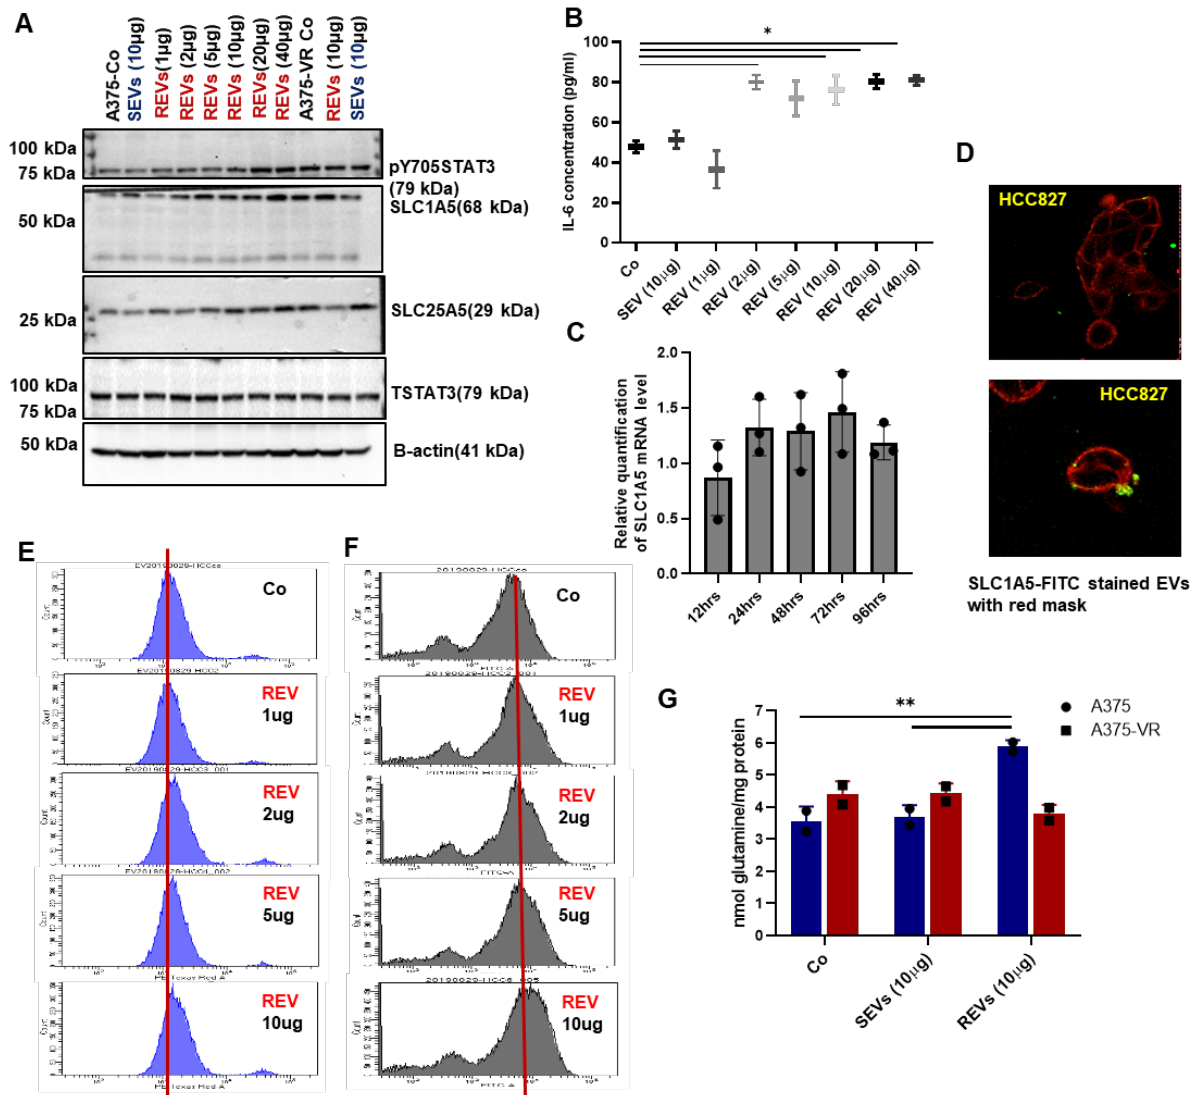 A
A375-Co
SEVs (10µg)
REVs(1µg)
REVs (2µg)
REVs (5µg)
REVs (10µg)
REVs(20µg)
REVs (40µg)
A375-VR Co
REVs (10µg)
SEVs (10µg)
100 kDa
75 kDa
pY705STAT3
(79 kDa)
SLC1A5(68 kDa)
50 kDa
25 kDa
SLC25A5(29 kDa)
100 kDa
75 kDa
TSTAT3(79 kDa)
50 kDa
B-actin(41 kDa)
B
*
IL-6 concentration (pg/ml)
100
80
60
40
20
0
Co
SEV (10µg)
REV (1µg)
REV (2µg)
REV (5µg)
REV (10µg)
REV (20µg)
REV (40µg)
C
Relative quantification
of SLC1A5 mRNA level
2.0
1.5
1.0
0.5
0.0
12hrs
24hrs
48hrs
72hrs
96hrs
D
HCC827
HCC827
SLC1A5-FITC stained EVs
with red mask
E
Co
REV
1ug
REV
2ug
REV
5ug
REV
10ug
F
Co
REV
1ug
REV
2ug
REV
5ug
REV
10ug
G
**
A375
A375-VR
nmol glutamine/mg protein
7
6
5
4
3
2
1
0
Co
SEVs (10µg)
REVs (10µg)